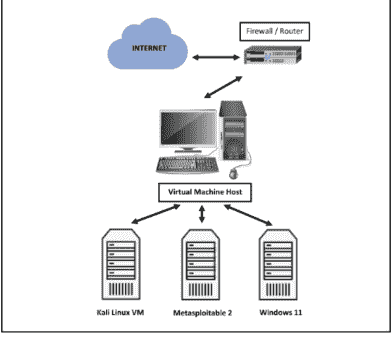 Firewall / Router
INTERNET
Virtual Machine Host
Kali Linux VM
Metasploitable 2
Windows 11